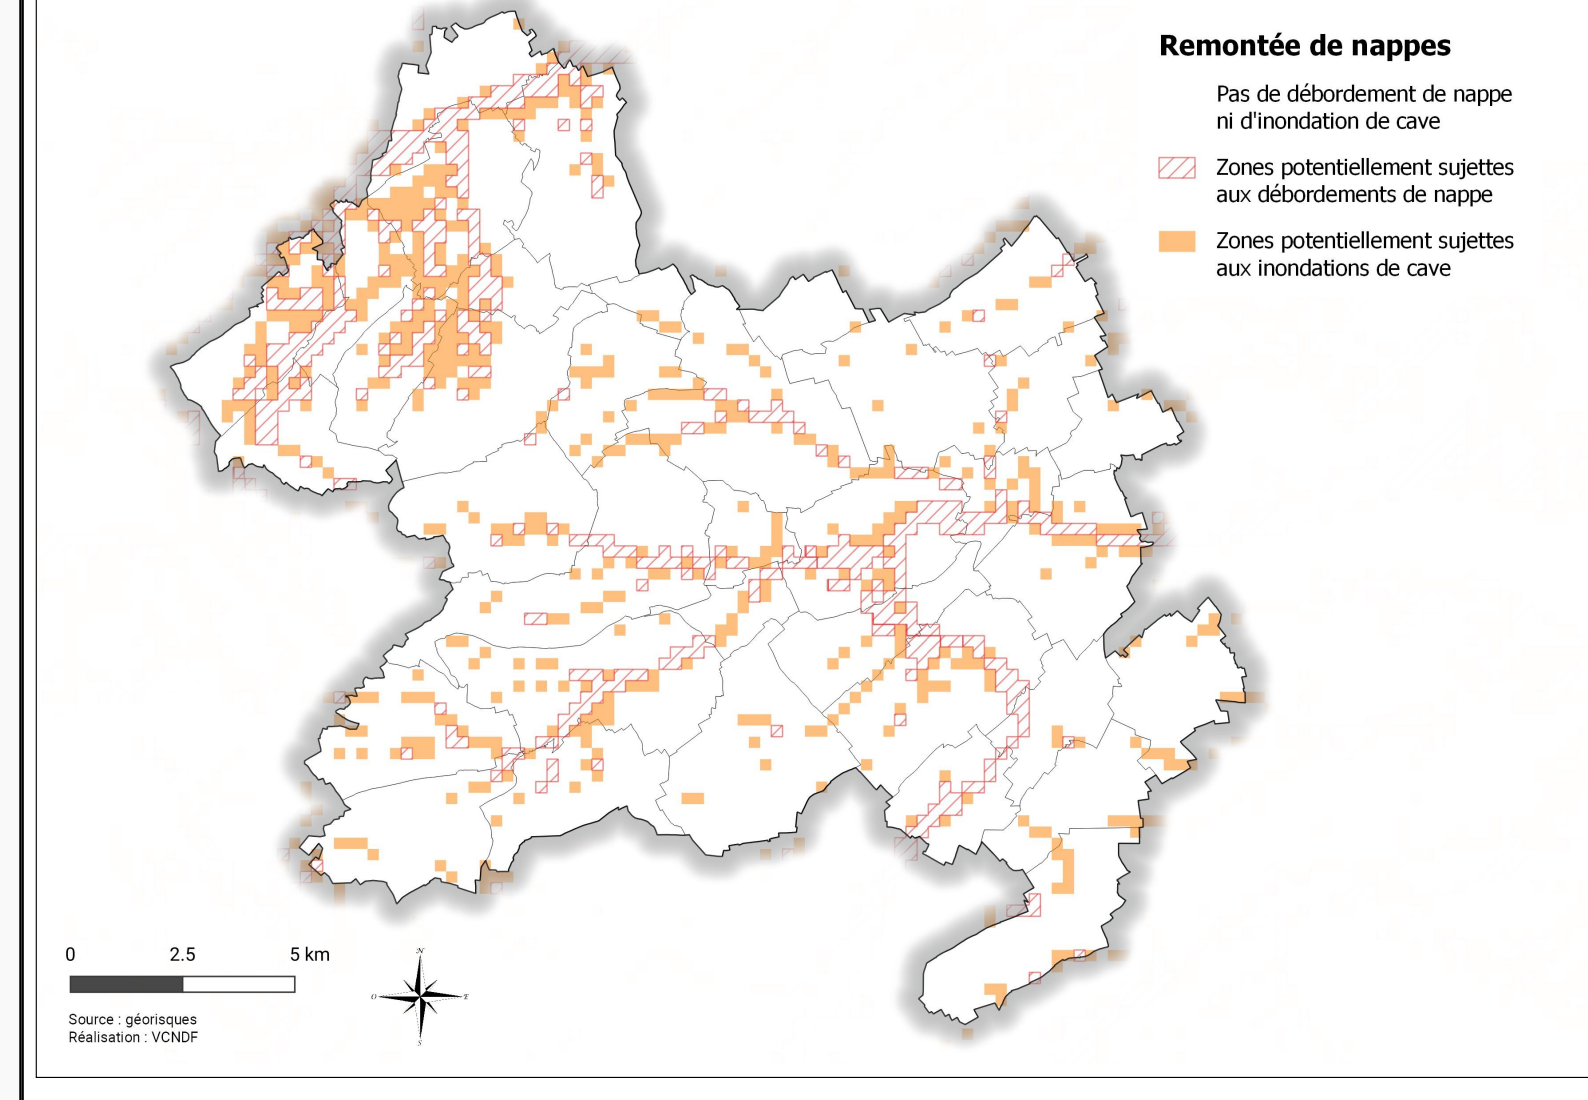 Remontée de nappes
Pas de débordement de nappe
ni d'inondation de cave
Zones potentiellement sujettes
aux débordements de nappe
Zones potentiellement sujettes
aux inondations de cave
0 2.5 5 km
Source : géorisques
Réalisation : VCNDF
N
O E
S